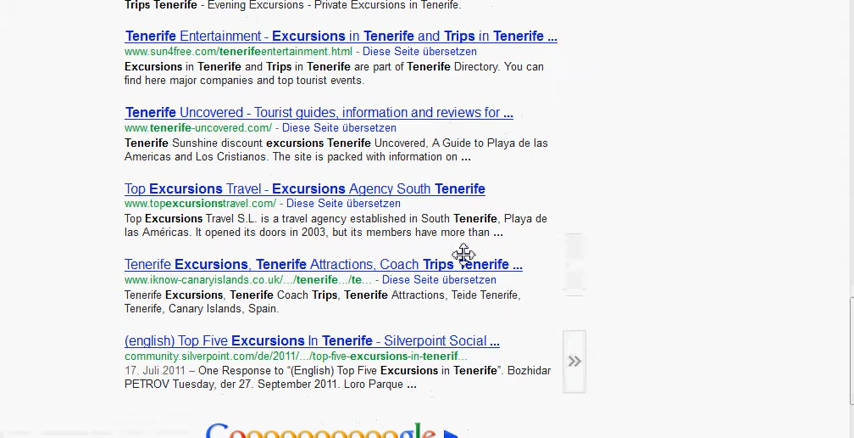 Trips Tenerife - Evening Excursions - Private Excursions in Tenerife.
Tenerife Entertainment - Excursions in Tenerife and Trips in Tenerife ...
www.sun4free.com/tenerifeentertainment.html - Diese Seite übersetzen
Excursions in Tenerife and Trips in Tenerife are part of Tenerife Directory. You can
find here major companies and top tourist events.
Tenerife Uncovered - Tourist guides, information and reviews for ...
www.tenerife-uncovered.com/ - Diese Seite übersetzen
Tenerife Sunshine discount excursions Tenerife Uncovered, A Guide to Playa de las
Americas and Los Cristianos. The site is packed with information on ...
Top Excursions Travel - Excursions Agency South Tenerife
www.topexcursionstravel.com/ - Diese Seite übersetzen
Top Excursions Travel S.L. is a travel agency established in South Tenerife, Playa de
las Américas. It opened its doors in 2003, but its members have more than ...
Tenerife Excursions, Tenerife Attractions, Coach Trips Tenerife ...
www.iknow-canaryislands.co.uk/.../tenerife.../te... - Diese Seite übersetzen
Tenerife Excursions, Tenerife Coach Trips, Tenerife Attractions, Teide Tenerife,
Tenerife, Canary Islands, Spain.
(english) Top Five Excursions In Tenerife - Silverpoint Social ...
community.silverpoint.com/de/2011/.../top-five-excursions-in-tenerif...
17. Juli 2011 – One Response to “(English) Top Five Excursions in Tenerife”. Bozhidar
PETROV Tuesday, der 27. September 2011. Loro Parque ...
Goooooooooogle